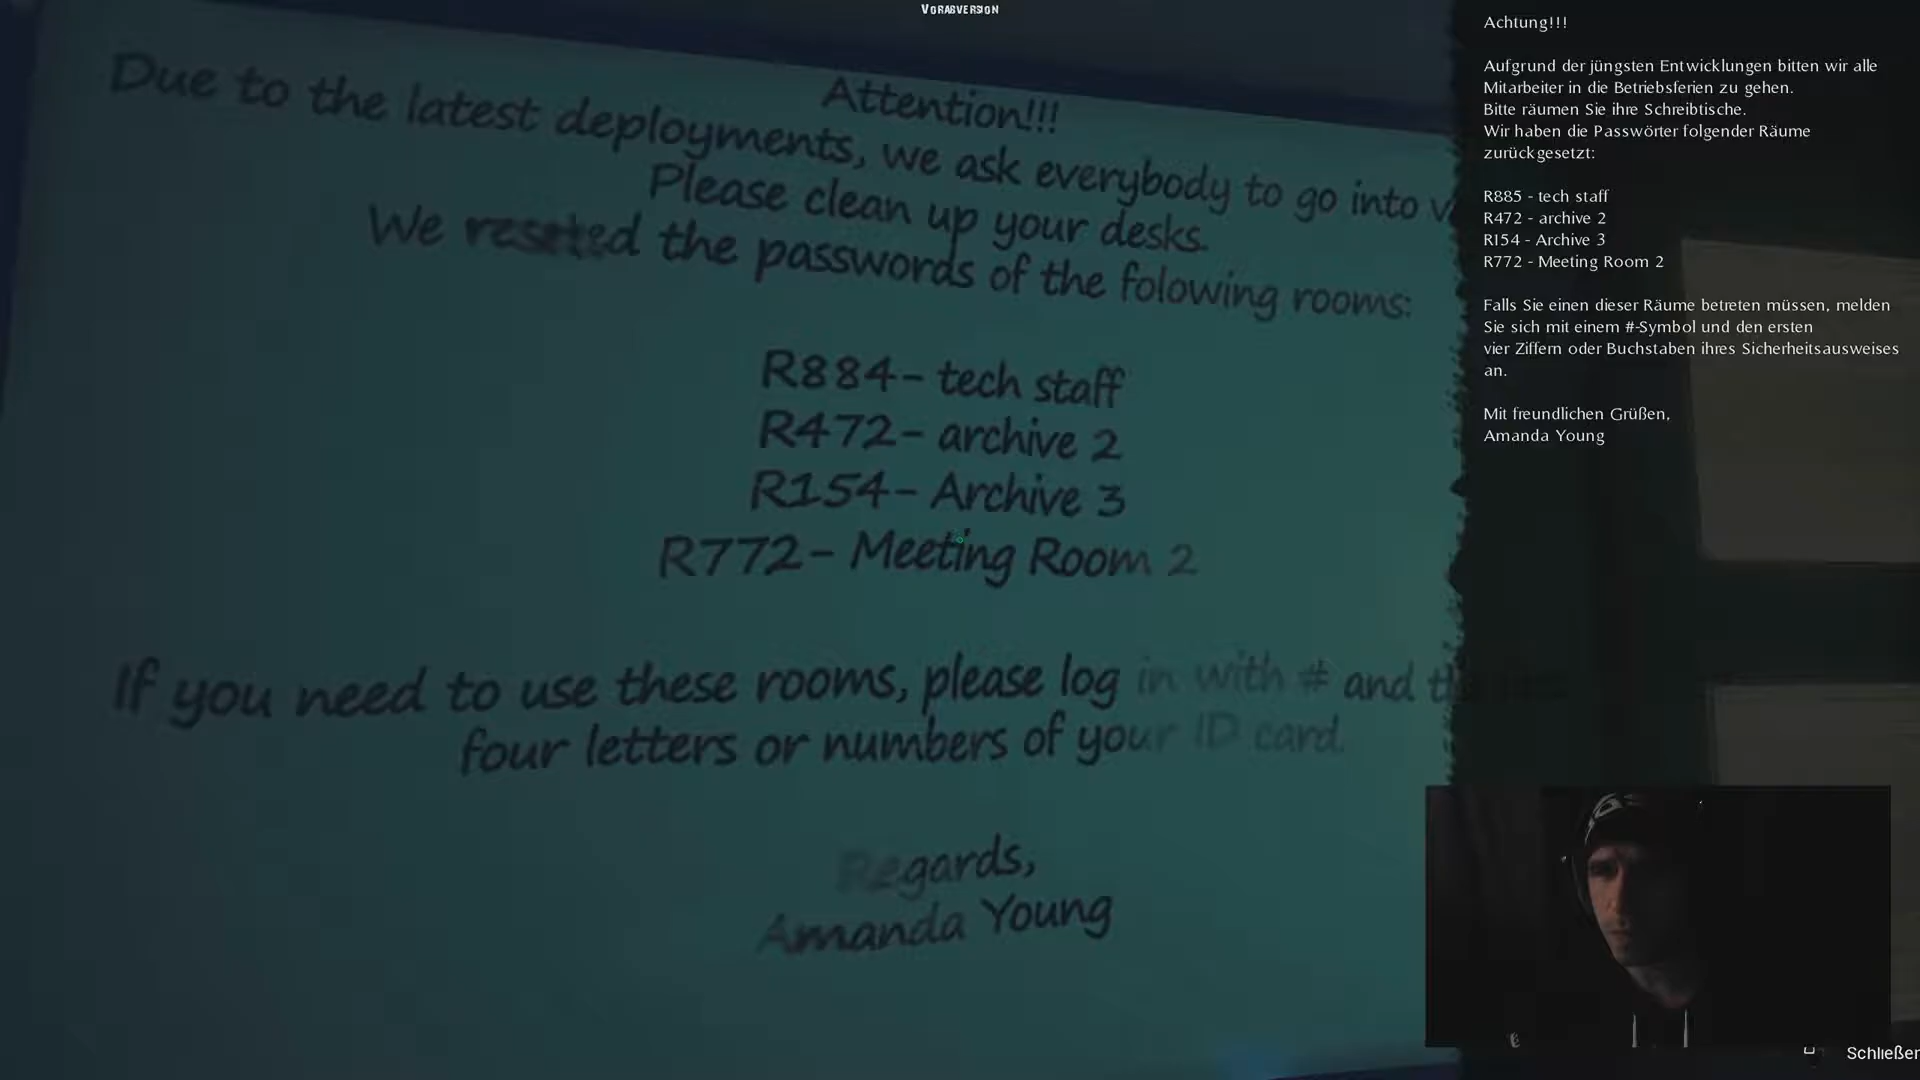 VORABVERSION
Attention!!!
Due to the latest deployments, we ask everybody to go into
Please clean up your desks.
We reseted the passwords of the folowing rooms:
R884- tech staff
R472- archive 2
R154- Archive 3
R772- Meeting Room 2
If you need to use these rooms, please log in with # and
four letters or numbers of your ID card.
Regards,
Amanda Young
Achtung!!!
Aufgrund der jüngsten Entwicklungen bitten wir alle
Mitarbeiter in die Betriebsferien zu gehen.
Bitte räumen Sie ihre Schreibtische.
Wir haben die Passwörter folgender Räume
zurückgesetzt:
R885 - tech staff
R472 - archive 2
R154 - Archive 3
R772 - Meeting Room 2
Falls Sie einen dieser Räume betreten müssen, melden
Sie sich mit einem #-Symbol und den ersten
vier Ziffern oder Buchstaben ihres Sicherheitsausweises
an.
Mit freundlichen Grüßen,
Amanda Young
Schließen